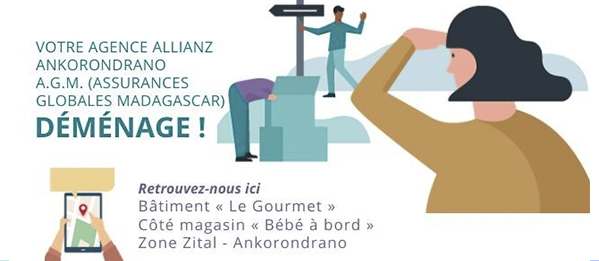 VOTRE AGENCE ALLIANZ
ANKORONDRANO
A.G.M. (ASSURANCES
GLOBALES MADAGASCAR)
DÉMÉNAGE !
Retrouvez-nous ici
Bâtiment « Le Gourmet »
Côté magasin « Bébé à bord »
Zone Zital - Ankorondrano